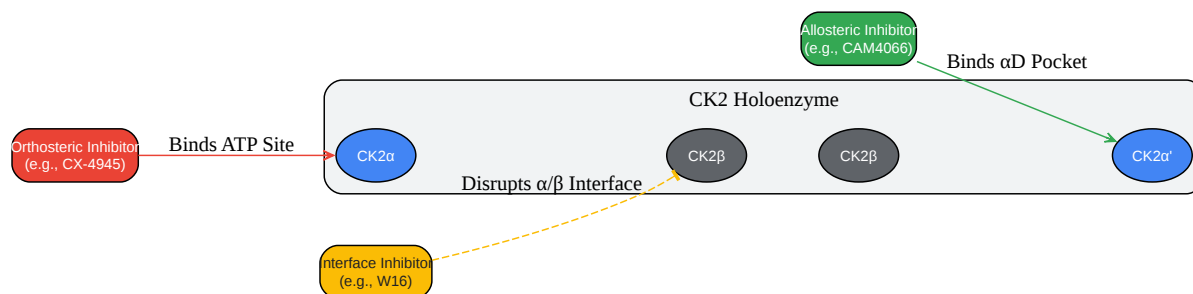 Allosteric Inhibitor
(e.g., CAM4066)
Binds αD Pocket
CK2 Holoenzyme
Orthosteric Inhibitor
(e.g., CX-4945)
Binds ATP Site
CK2α
CK2β
CK2β
CK2α'
Disrupts α/β Interface
Interface Inhibitor
(e.g., W16)